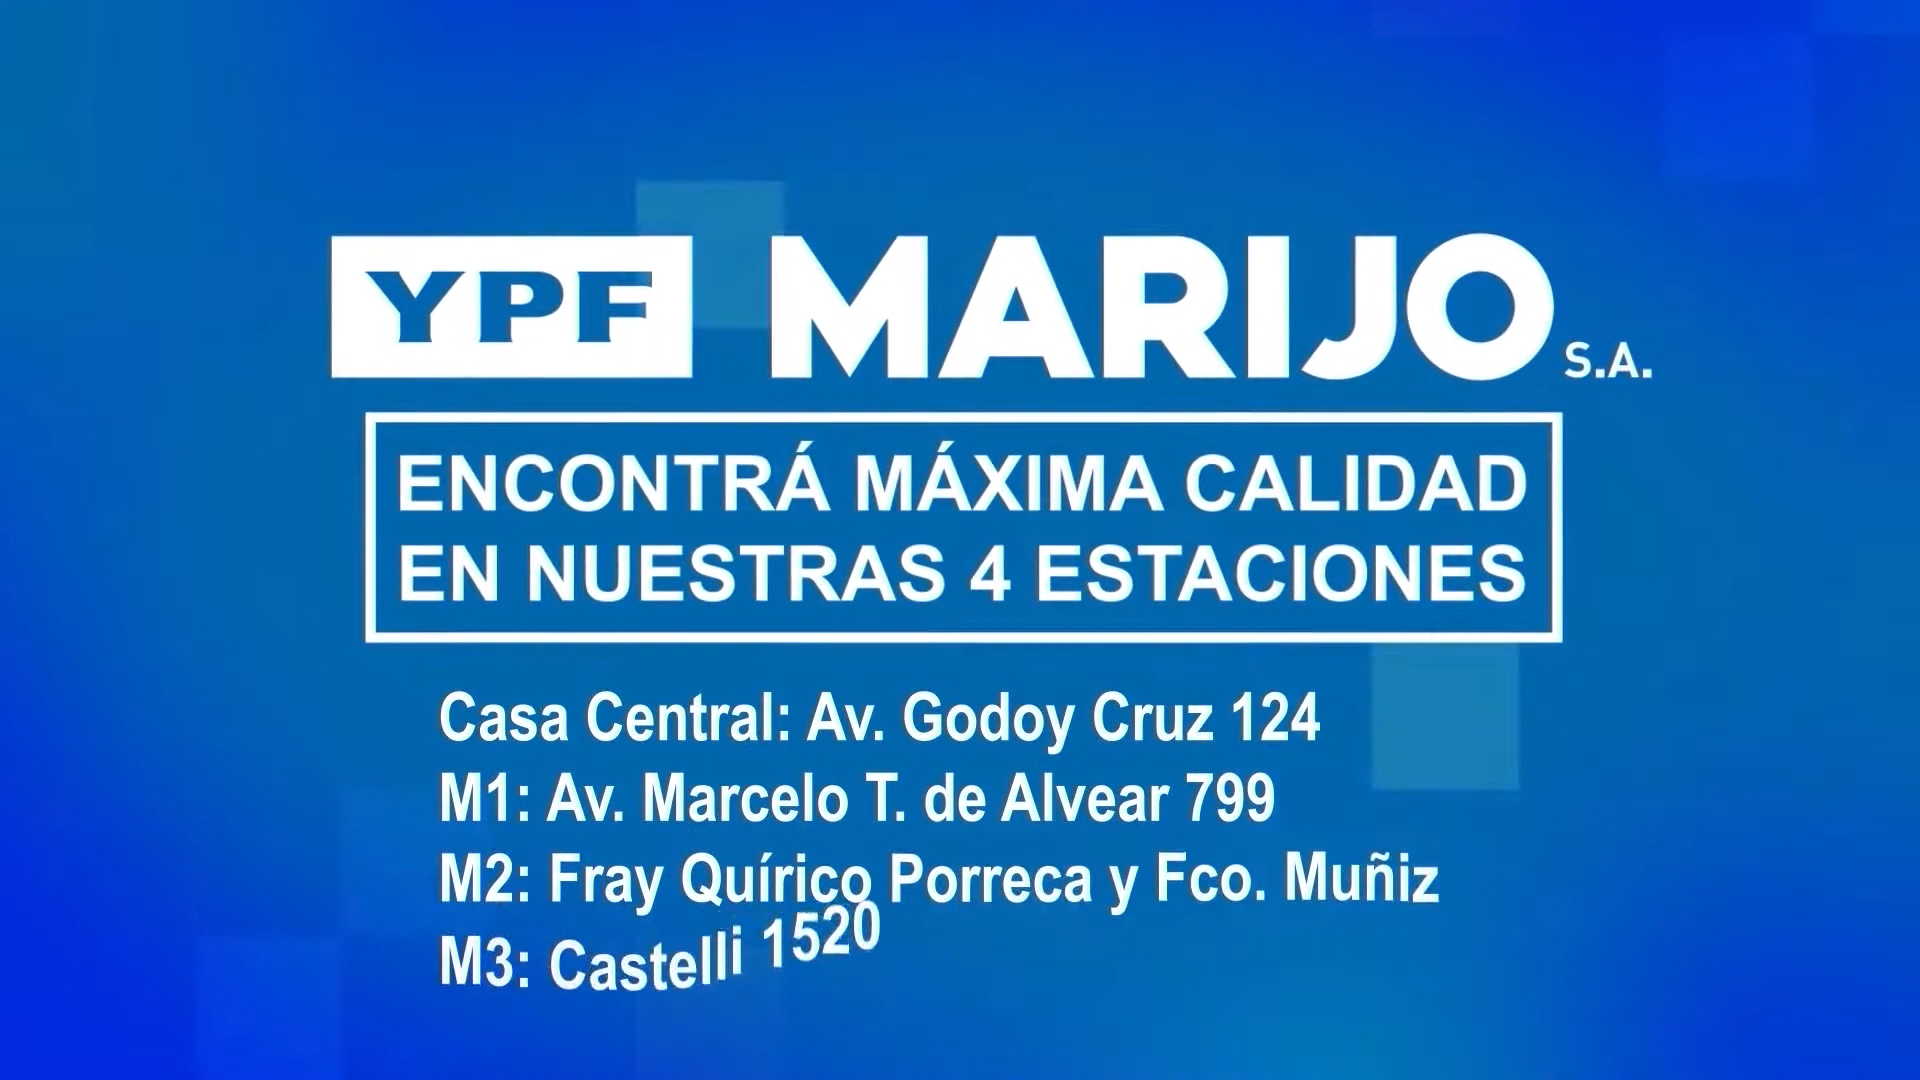 YPF MARIJO S.A.
ENCONTRÁ MÁXIMA CALIDAD
EN NUESTRAS 4 ESTACIONES
Casa Central: Av. Godoy Cruz 124
M1: Av. Marcelo T. de Alvear 799
M2: Fray Quírico Porreca y Fco. Muñiz
M3: Castelli 1520